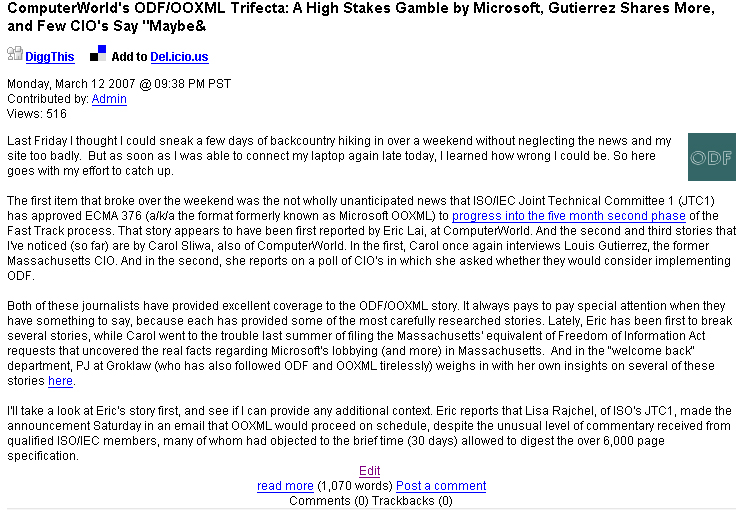 ComputerWorld's ODF/OOXML Trifecta: A High Stakes Gamble by Microsoft, Gutierrez Shares More,
and Few CIO's Say "Maybe&
DiggThis Add to Del.icio.us
Monday, March 12 2007 @ 09:38 PM PST
Contributed by: Admin
Views: 516
Last Friday I thought I could sneak a few days of backcountry hiking in over a weekend without neglecting the news and my
site too badly.  But as soon as I was able to connect my laptop again late today, I learned how wrong I could be. So here
goes with my effort to catch up.
ODF
The first item that broke over the weekend was the not wholly unanticipated news that ISO/IEC Joint Technical Committee 1 (JTC1)
has approved ECMA 376 (a/k/a the format formerly known as Microsoft OOXML) to progress into the five month second phase of the
Fast Track process. That story appears to have been first reported by Eric Lai, at ComputerWorld. And the second and third stories that
I've noticed (so far) are by Carol Sliwa, also of ComputerWorld. In the first, Carol once again interviews Louis Gutierrez, the former
Massachusetts CIO. And in the second, she reports on a poll of CIO's in which she asked whether they would consider implementing
ODF.
Both of these journalists have provided excellent coverage to the ODF/OOXML story. It always pays to pay special attention when they
have something to say, because each has provided some of the most carefully researched stories. Lately, Eric has been first to break
several stories, while Carol went to the trouble last summer of filing the Massachusetts' equivalent of Freedom of Information Act
requests that uncovered the real facts regarding Microsoft's lobbying (and more) in Massachusetts.  And in the "welcome back"
department, PJ at Groklaw (who has also followed ODF and OOXML tirelessly) weighs in with her own insights on several of these
stories here.
I'll take a look at Eric's story first, and see if I can provide any additional context. Eric reports that Lisa Rajchel, of ISO's JTC1, made the
announcement Saturday in an email that OOXML would proceed on schedule, despite the unusual level of commentary received from
qualified ISO/IEC members, many of whom had objected to the brief time (30 days) allowed to digest the over 6,000 page
specification.
Edit
read more (1,070 words) Post a comment
Comments (0) Trackbacks (0)